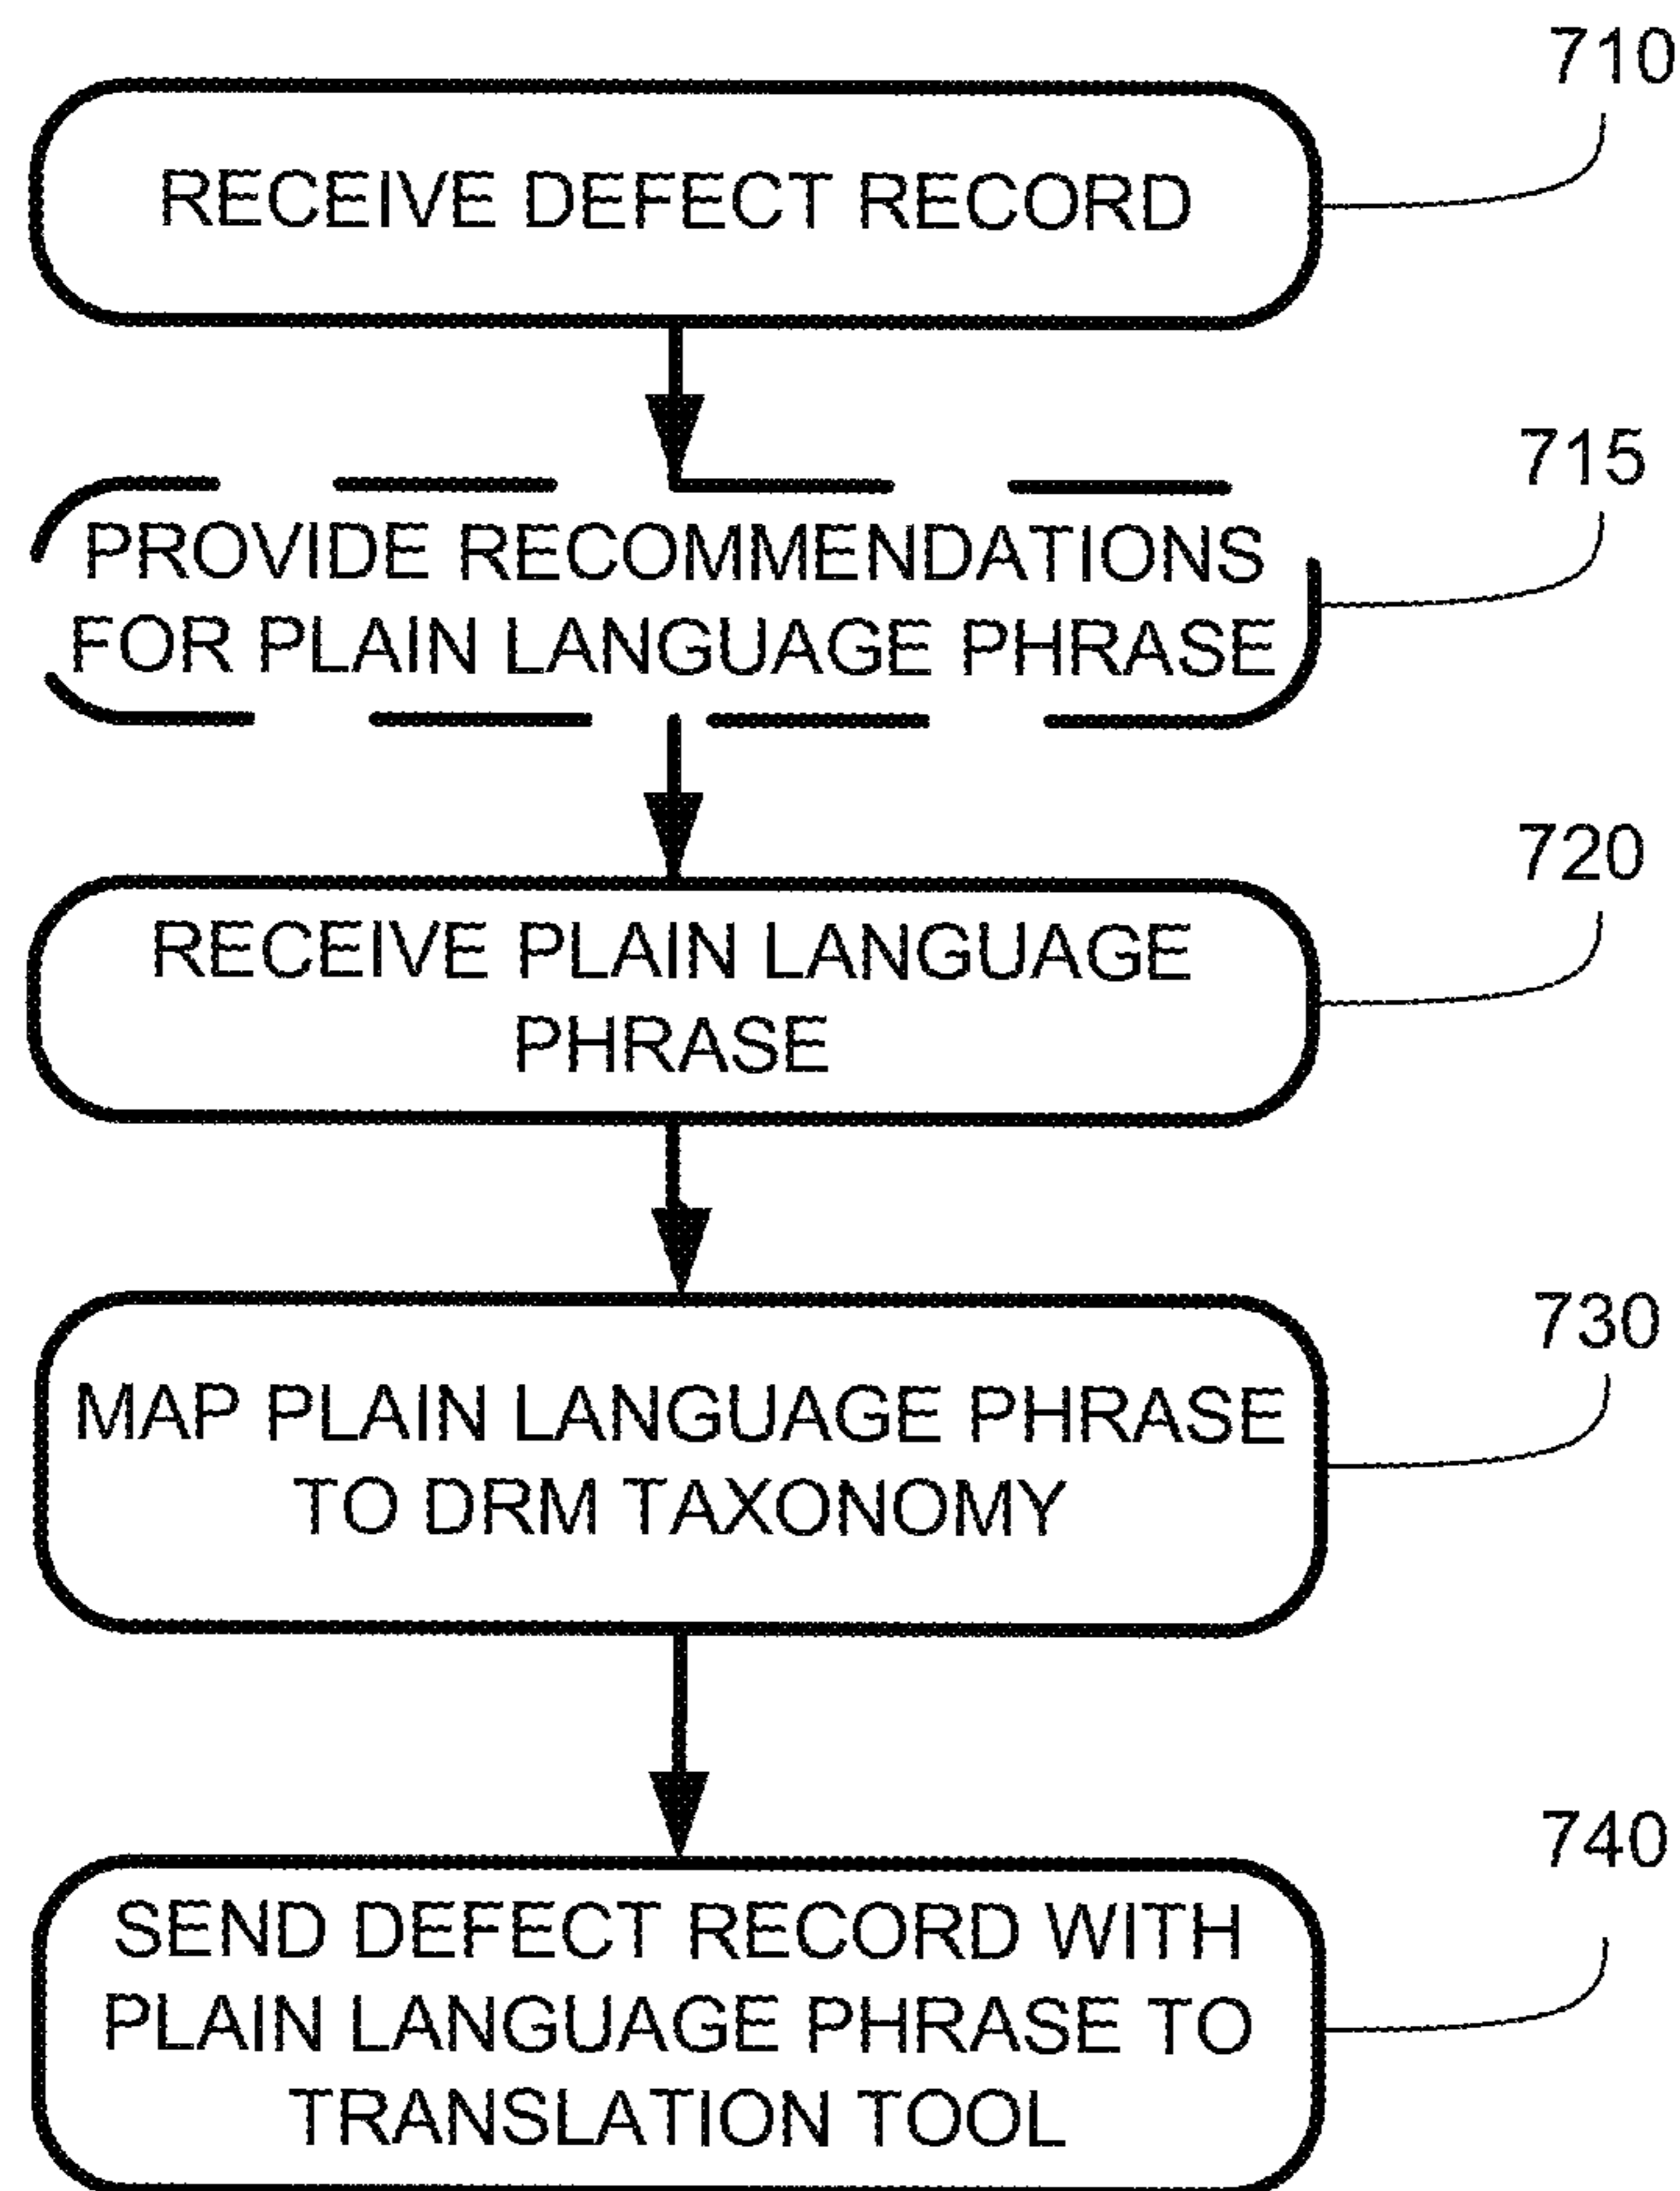 710
RECEIVE DEFECT RECORD
715
PROVIDE RECOMMENDATIONS
FOR PLAIN LANGUAGE PHRASE
720
RECEIVE PLAIN LANGUAGE
PHRASE
730
MAP PLAIN LANGUAGE PHRASE
TO DRM TAXONOMY
740
SEND DEFECT RECORD WITH
PLAIN LANGUAGE PHRASE TO
TRANSLATION TOOL